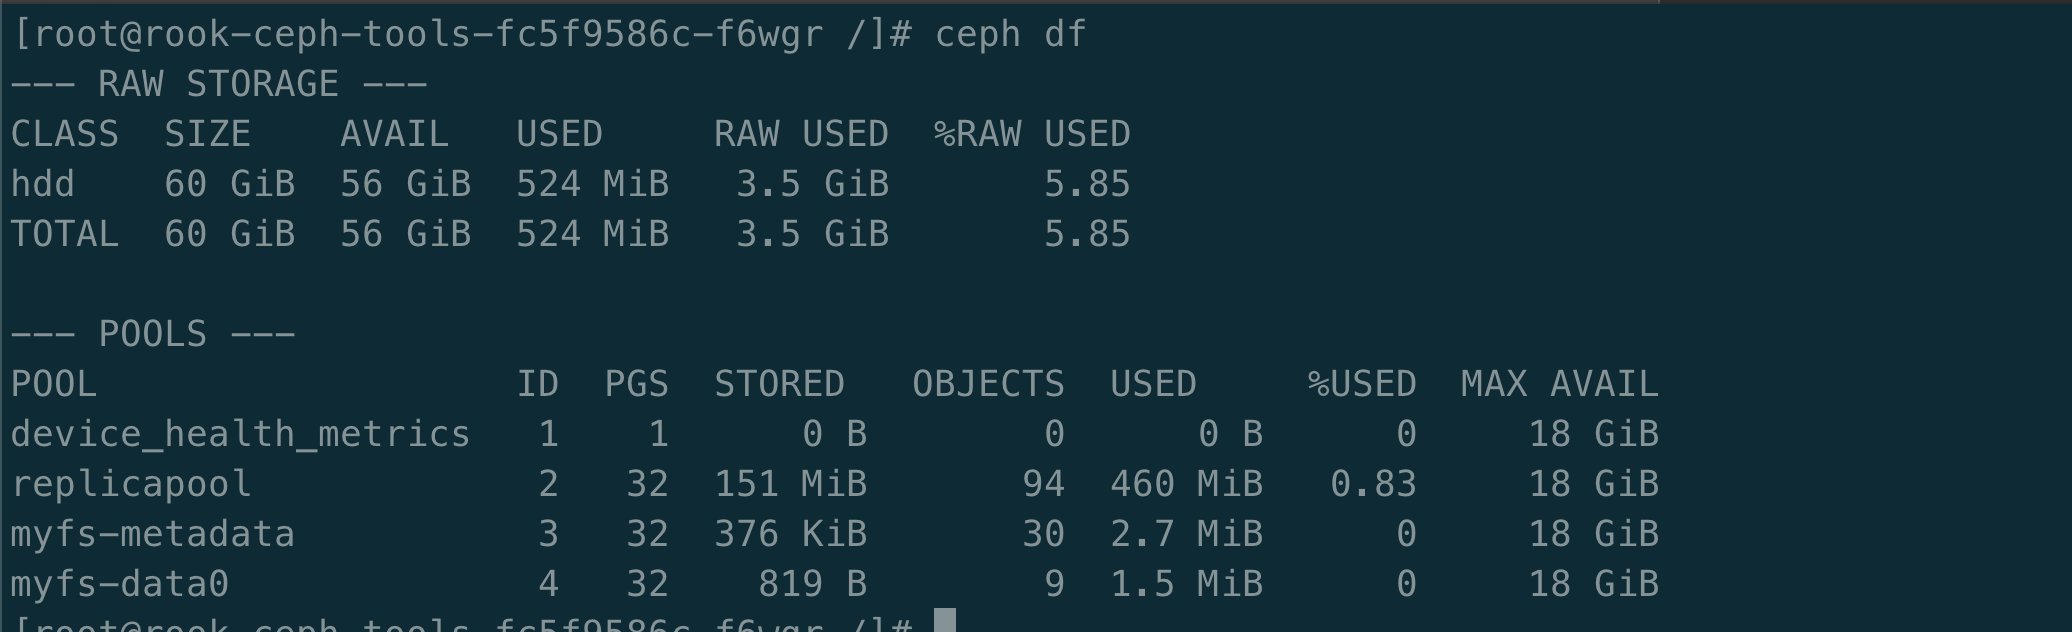 [root@rook-ceph-tools-fc5f9586c-f6wgr /]# ceph df
--- RAW STORAGE ---
CLASS  SIZE    AVAIL   USED     RAW USED  %RAW USED
hdd    60 GiB  56 GiB  524 MiB   3.5 GiB       5.85
TOTAL  60 GiB  56 GiB  524 MiB   3.5 GiB       5.85

--- POOLS ---
POOL                   ID  PGS  STORED   OBJECTS  USED     %USED  MAX AVAIL
device_health_metrics   1    1      0 B        0      0 B      0     18 GiB
replicapool             2   32  151 MiB       94  460 MiB   0.83     18 GiB
myfs-metadata           3   32  376 KiB       30  2.7 MiB      0     18 GiB
myfs-data0              4   32    819 B        9  1.5 MiB      0     18 GiB
[root@rook-ceph-tools-fc5f9586c-f6wgr /]#